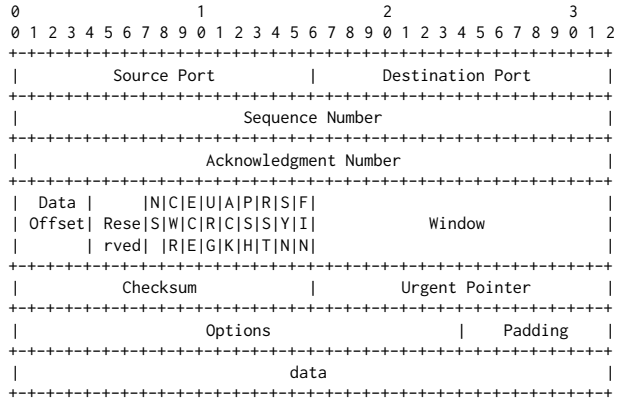 0                   1                   2                   3
0 1 2 3 4 5 6 7 8 9 0 1 2 3 4 5 6 7 8 9 0 1 2 3 4 5 6 7 8 9 0 1 2
+-+-+-+-+-+-+-+-+-+-+-+-+-+-+-+-+-+-+-+-+-+-+-+-+-+-+-+-+-+-+-+-+
|          Source Port          |       Destination Port        |
+-+-+-+-+-+-+-+-+-+-+-+-+-+-+-+-+-+-+-+-+-+-+-+-+-+-+-+-+-+-+-+-+
|                        Sequence Number                        |
+-+-+-+-+-+-+-+-+-+-+-+-+-+-+-+-+-+-+-+-+-+-+-+-+-+-+-+-+-+-+-+-+
|                    Acknowledgment Number                      |
+-+-+-+-+-+-+-+-+-+-+-+-+-+-+-+-+-+-+-+-+-+-+-+-+-+-+-+-+-+-+-+-+
|  Data |     |N|C|E|U|A|P|R|S|F|                               |
| Offset| Rese|S|W|C|R|C|S|S|Y|I|            Window             |
|       | rved| |R|E|G|K|H|T|N|N|                               |
+-+-+-+-+-+-+-+-+-+-+-+-+-+-+-+-+-+-+-+-+-+-+-+-+-+-+-+-+-+-+-+-+
|           Checksum            |         Urgent Pointer        |
+-+-+-+-+-+-+-+-+-+-+-+-+-+-+-+-+-+-+-+-+-+-+-+-+-+-+-+-+-+-+-+-+
|                    Options                    |    Padding    |
+-+-+-+-+-+-+-+-+-+-+-+-+-+-+-+-+-+-+-+-+-+-+-+-+-+-+-+-+-+-+-+-+
|                             data                              |
+-+-+-+-+-+-+-+-+-+-+-+-+-+-+-+-+-+-+-+-+-+-+-+-+-+-+-+-+-+-+-+-+